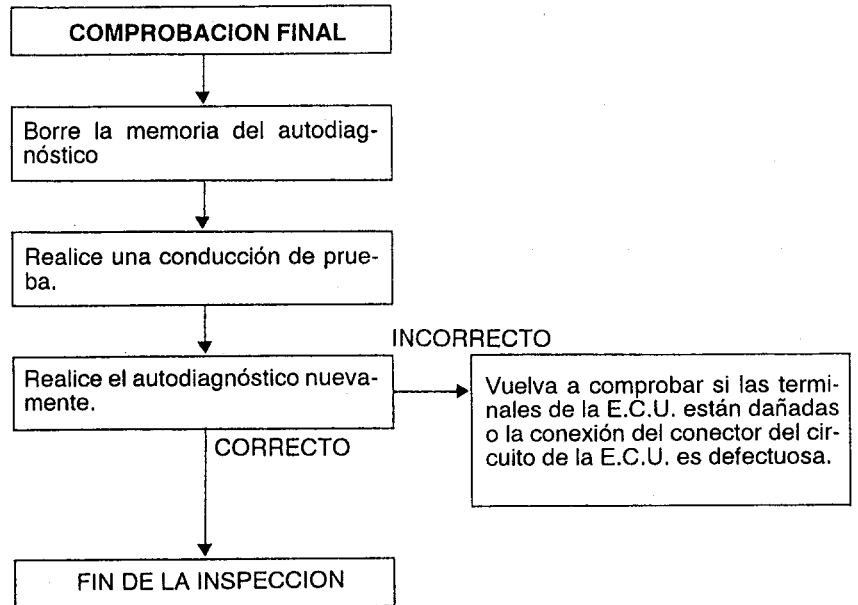 COMPROBACION FINAL
Borre la memoria del autodiag-
nóstico
Realice una conducción de prue-
ba.
INCORRECTO
Realice el autodiagnóstico nueva-
mente.
Vuelva a comprobar si las termi-
nales de la E.C.U. están dañadas
o la conexión del conector del cir-
cuito de la E.C.U. es defectuosa.
CORRECTO
FIN DE LA INSPECCION